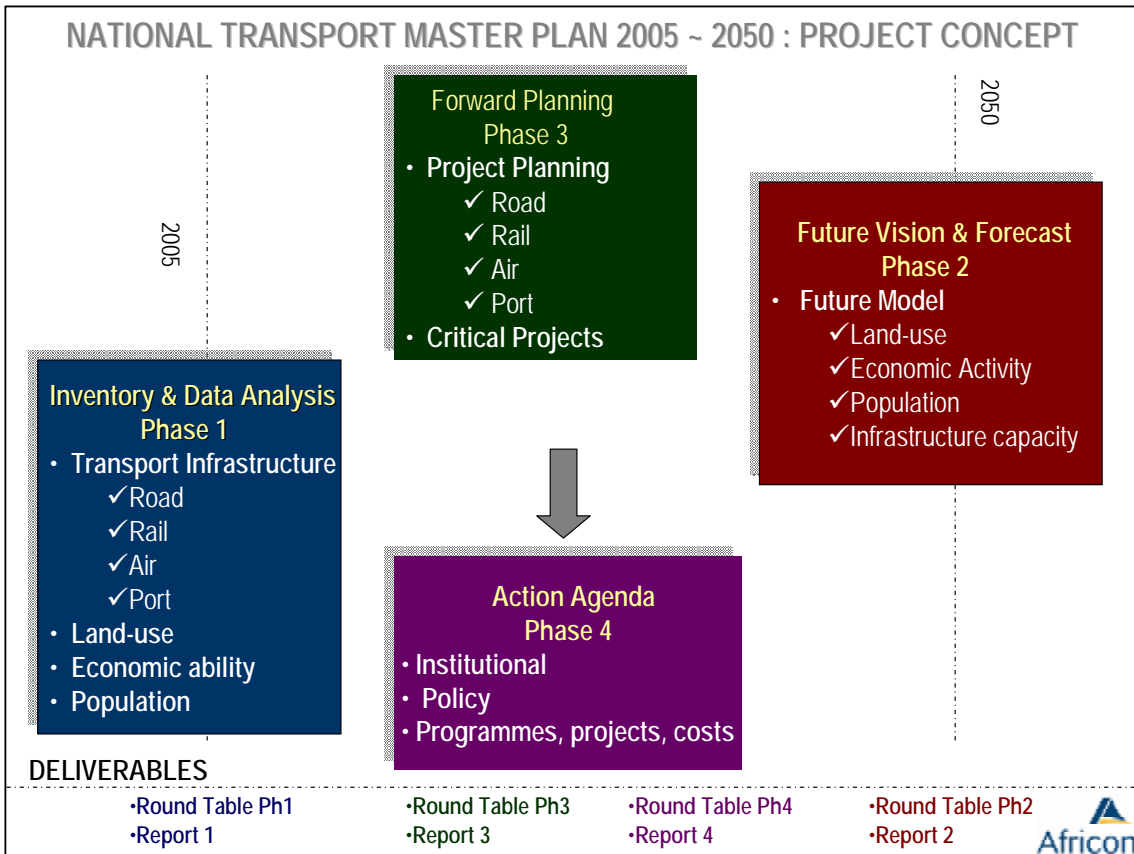 NATIONAL TRANSPORT MASTER PLAN 2005 ~ 2050 : PROJECT CONCEPT
2005
Inventory & Data Analysis
Phase 1
• Transport Infrastructure
✓Road
✓Rail
✓Air
✓Port
• Land-use
• Economic ability
• Population
Forward Planning
Phase 3
• Project Planning
✓ Road
✓ Rail
✓ Air
✓ Port
• Critical Projects
Action Agenda
Phase 4
• Institutional
• Policy
• Programmes, projects, costs
2050
Future Vision & Forecast
Phase 2
• Future Model
✓Land-use
✓Economic Activity
✓Population
✓Infrastructure capacity
DELIVERABLES
•Round Table Ph1
•Report 1
•Round Table Ph3
•Report 3
•Round Table Ph4
•Report 4
•Round Table Ph2
•Report 2
Africon